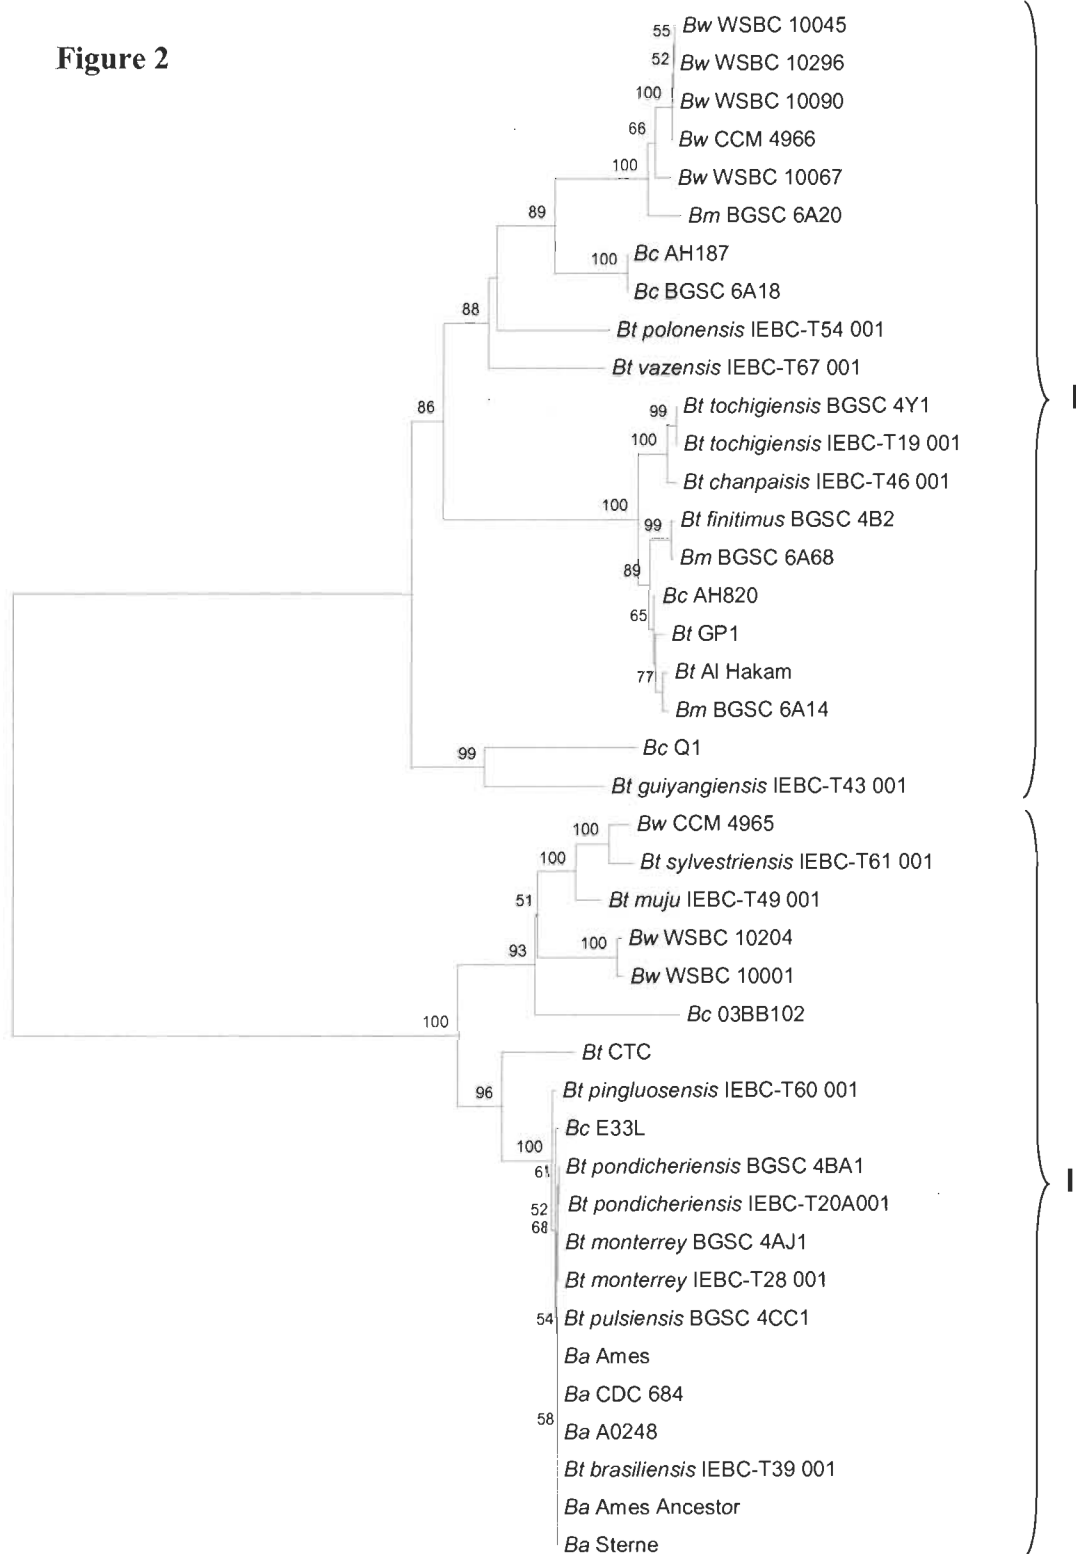 Figure 2
55 Bw WSBC 10045
52 Bw WSBC 10296
100 Bw WSBC 10090
66 Bw CCM 4966
100 Bw WSBC 10067
Bm BGSC 6A20
89
100 Bc AH187
Bc BGSC 6A18
88 Bt polonensis IEBC-T54 001
Bt vazensis IEBC-T67 001
86 99 Bt tochigiensis BGSC 4Y1 I
100 Bt tochigiensis IEBC-T19 001
Bt chanpaisis IEBC-T46 001
100 99 Bt finitimus BGSC 4B2
Bm BGSC 6A68
89 Bc AH820
65 Bt GP1
77 Bt Al Hakam
Bm BGSC 6A14
99 Bc Q1
Bt guiyangiensis IEBC-T43 001
100 Bw CCM 4965
100 Bt sylvestriensis IEBC-T61 001
51 Bt muju IEBC-T49 001
93 100 Bw WSBC 10204
Bw WSBC 10001
100 Bc 03BB102
Bt CTC
96 Bt pingluosensis IEBC-T60 001
100 Bc E33L
61 Bt pondicheriensis BGSC 4BA1 I
52 Bt pondicheriensis IEBC-T20A001
68 Bt monterrey BGSC 4AJ1
Bt monterrey IEBC-T28 001
54 Bt pulsiensis BGSC 4CC1
Ba Ames
Ba CDC 684
58 Ba A0248
Bt brasiliensis IEBC-T39 001
Ba Ames Ancestor
Ba Sterne